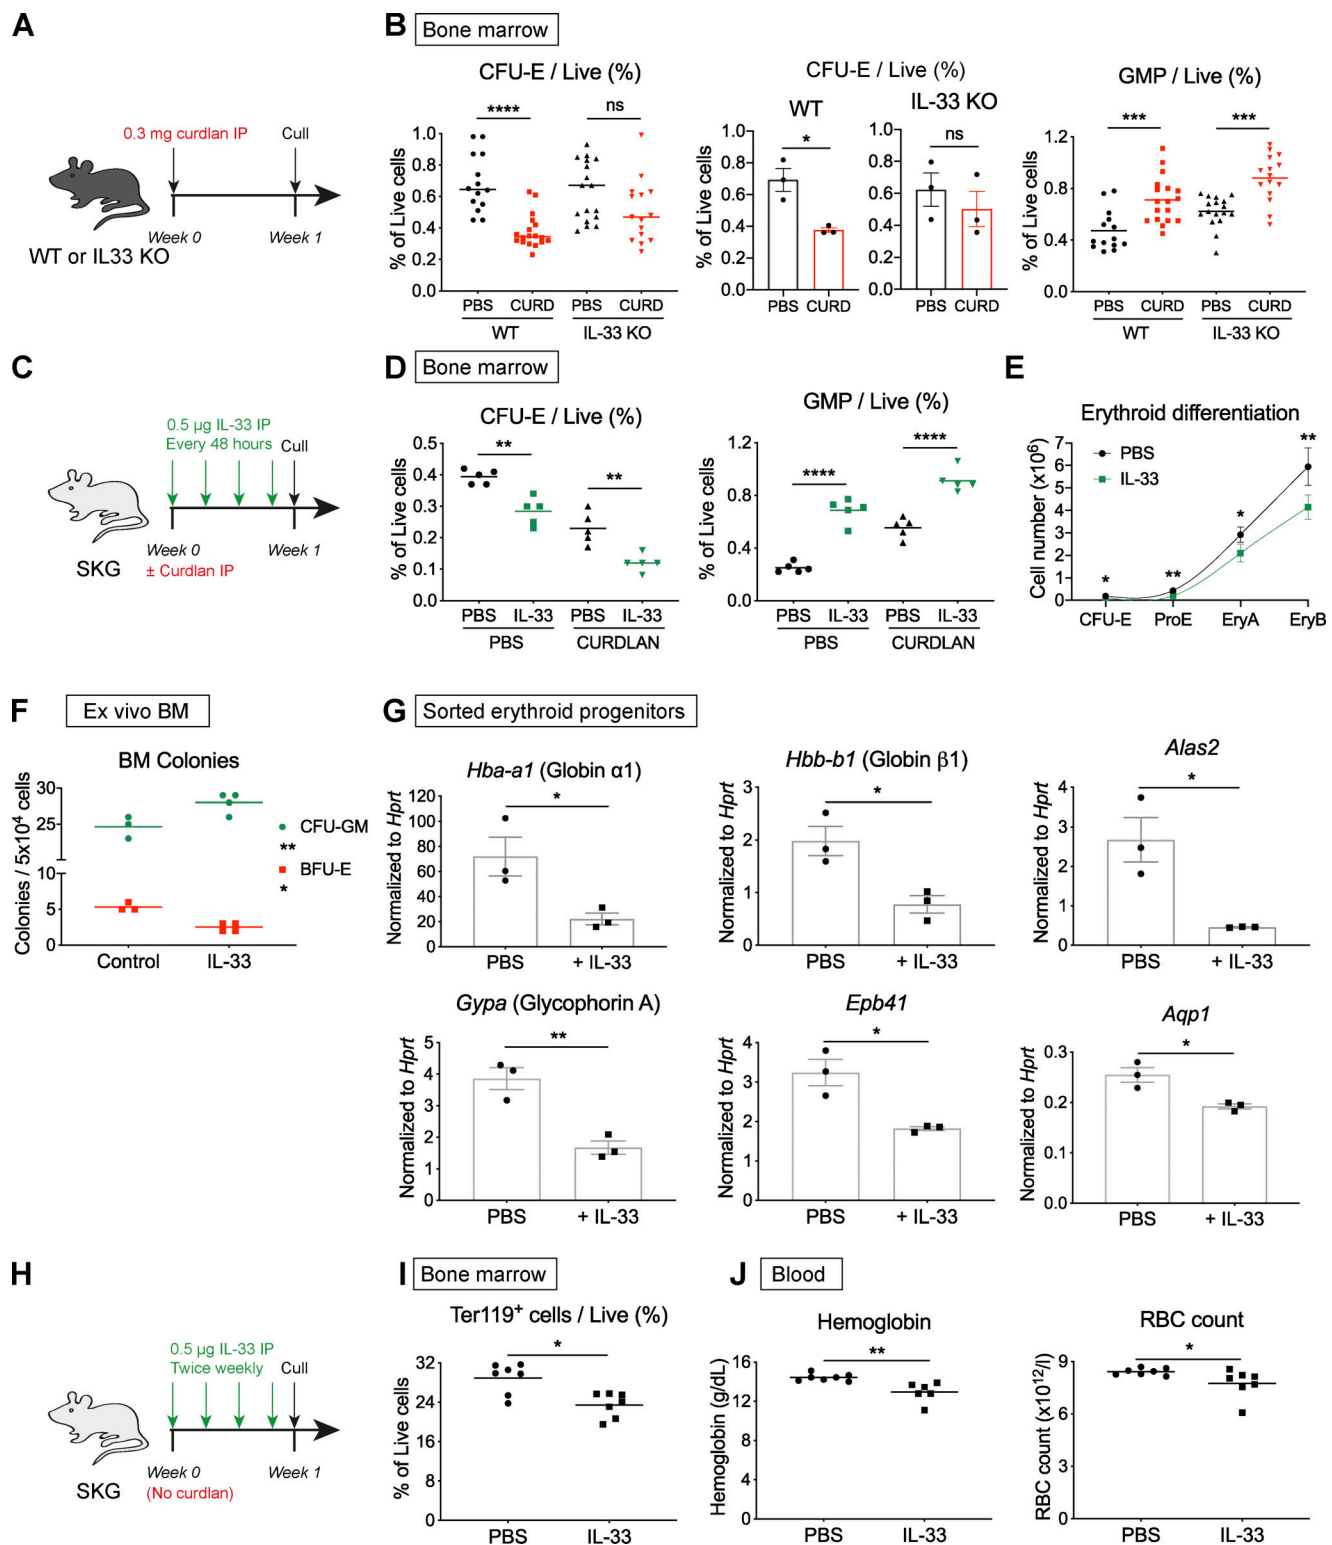 A
0.3 mg curdlan IP
Cull
Week 0
Week 1
WT or IL33 KO
B
Bone marrow
CFU-E / Live (%)
% of Live cells
1.0
0.8
0.6
0.4
0.2
0.0
****
ns
PBS CURD PBS CURD
WT IL-33 KO
CFU-E / Live (%)
WT
IL-33 KO
% of Live cells
1.0
0.8
0.6
0.4
0.2
0.0
*
PBS CURD
1.0
0.8
0.6
0.4
0.2
0.0
ns
PBS CURD
GMP / Live (%)
% of Live cells
1.2
0.8
0.4
0.0
***
***
PBS CURD PBS CURD
WT IL-33 KO
C
0.5 µg IL-33 IP
Every 48 hours
Cull
Week 0
Week 1
SKG
± Curdlan IP
D
Bone marrow
CFU-E / Live (%)
% of Live cells
0.5
0.4
0.3
0.2
0.1
0.0
**
**
PBS IL-33 PBS IL-33
PBS CURDLAN
GMP / Live (%)
% of Live cells
1.2
0.8
0.4
0.0
****
****
PBS IL-33 PBS IL-33
PBS CURDLAN
E
Erythroid differentiation
Cell number (x10⁶)
7
6
5
4
3
2
1
0
PBS
IL-33
*
**
*
**
CFU-E ProE EryA EryB
F
Ex vivo BM
BM Colonies
Colonies / 5x10⁴ cells
30
25
10
5
0
CFU-GM
**
BFU-E
*
Control IL-33
G
Sorted erythroid progenitors
Hba-a1 (Globin α1)
Normalized to Hprt
120
100
80
60
40
20
0
*
PBS + IL-33
Hbb-b1 (Globin β1)
Normalized to Hprt
3
2
1
0
*
PBS + IL-33
Alas2
Normalized to Hprt
4
3
2
1
0
*
PBS + IL-33
Gypa (Glycophorin A)
Normalized to Hprt
5
4
3
2
1
0
**
PBS + IL-33
Epb41
Normalized to Hprt
4
3
2
1
0
*
PBS + IL-33
Aqp1
Normalized to Hprt
0.3
0.2
0.1
0.0
*
PBS + IL-33
H
0.5 µg IL-33 IP
Twice weekly
Cull
Week 0
Week 1
SKG
(No curdlan)
I
Bone marrow
Ter119⁺ cells / Live (%)
% of Live cells
32
24
16
8
0
*
PBS IL-33
J
Blood
Hemoglobin
Hemoglobin (g/dL)
16
12
8
4
0
**
PBS IL-33
RBC count
RBC count (x10¹²/l)
9
6
3
0
*
PBS IL-33